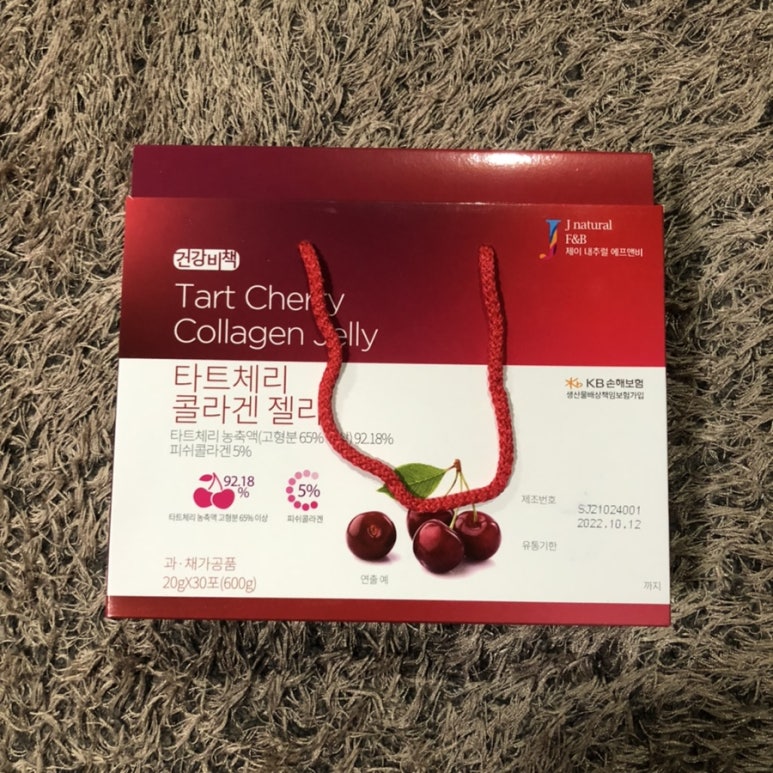 J natural
F&B
제이 내추럴 에프앤비
건강비책
Tart Cherry
Collagen Jelly
타트체리
콜라겐 젤리
KB손해보험
생산물배상책임보험가입
타트체리 농축액(고형분 65% 92.18%
피쉬콜라겐 5%
92.18
%
5%
타트체리 농축액 고형분 65% 이상
피쉬콜라겐
제조번호
SJ21024001
2022.10.12
유통기한
과·채가공품
20gX30포(600g)
연출 예
까지